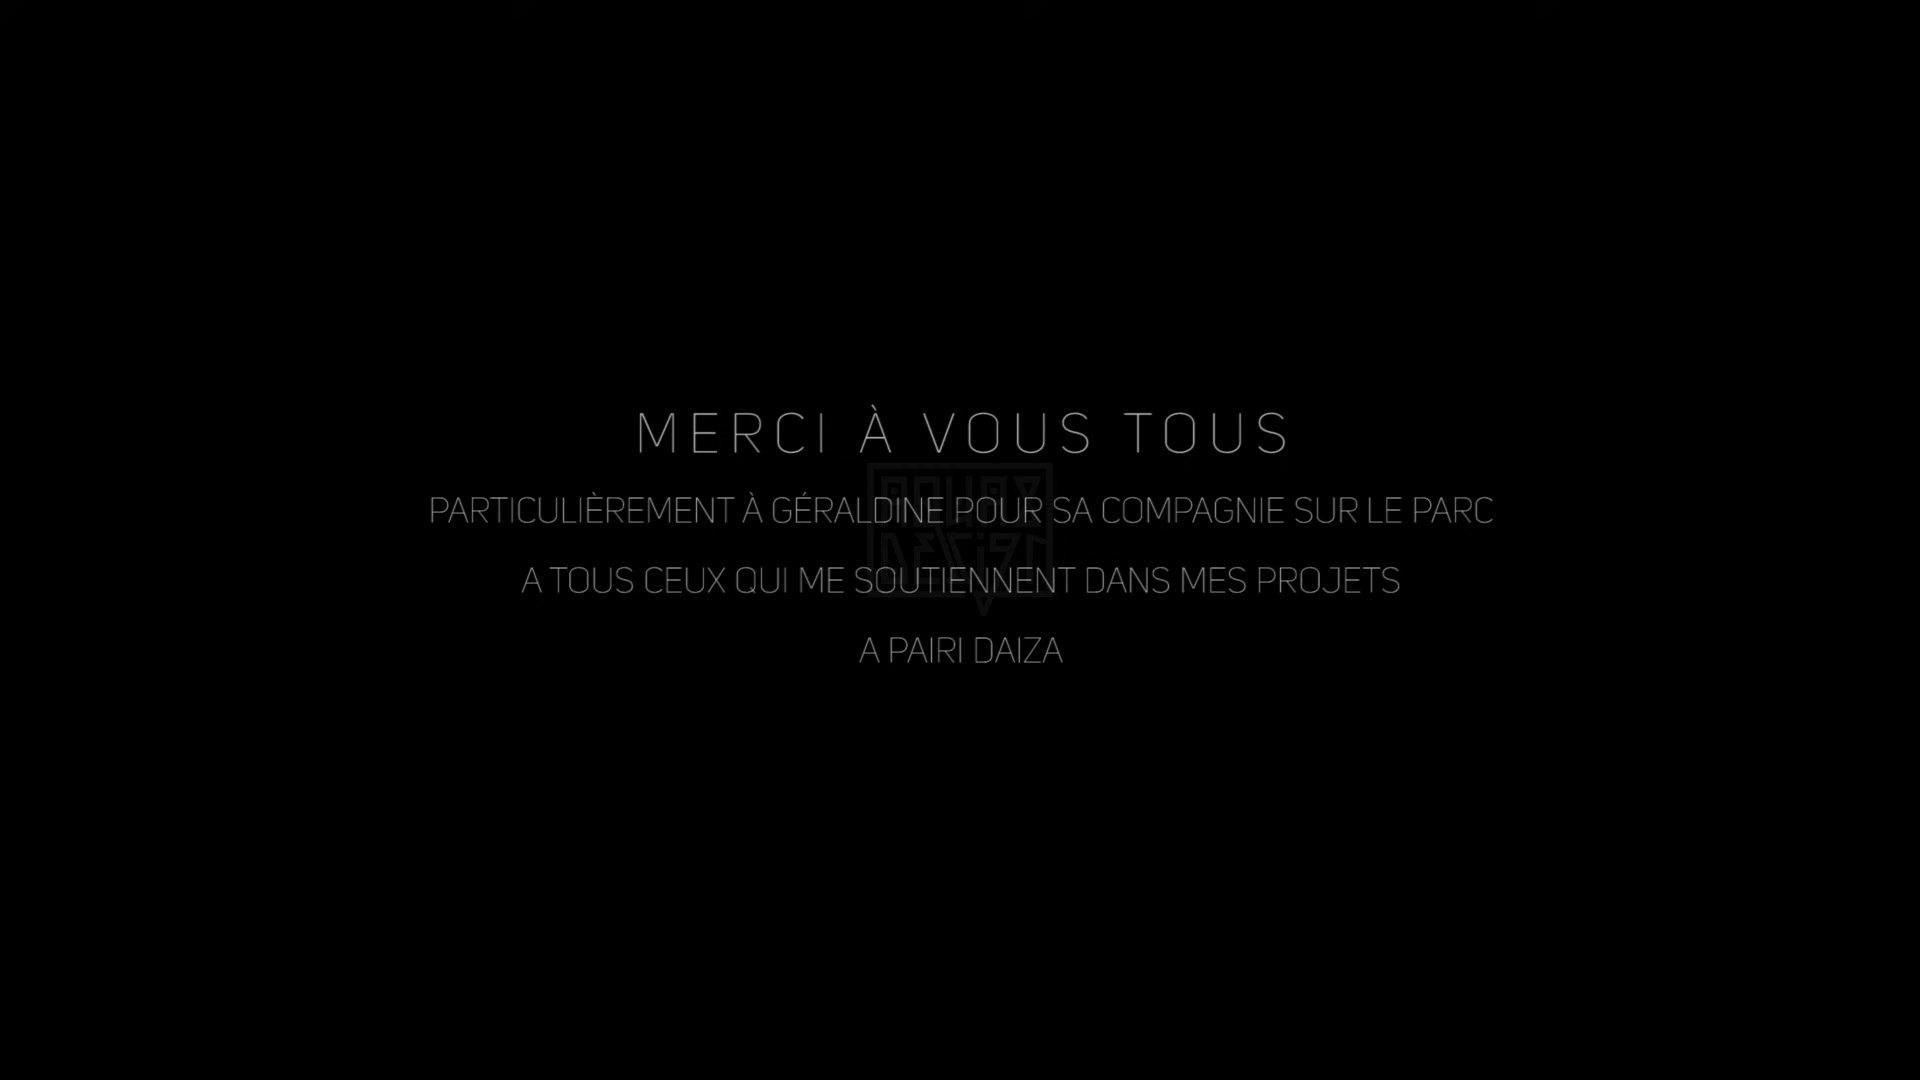 MERCI À VOUS TOUS
PARTICULIÈREMENT À GÉRALDINE POUR SA COMPAGNIE SUR LE PARC
A TOUS CEUX QUI ME SOUTIENNENT DANS MES PROJETS
A PAIRI DAIZA